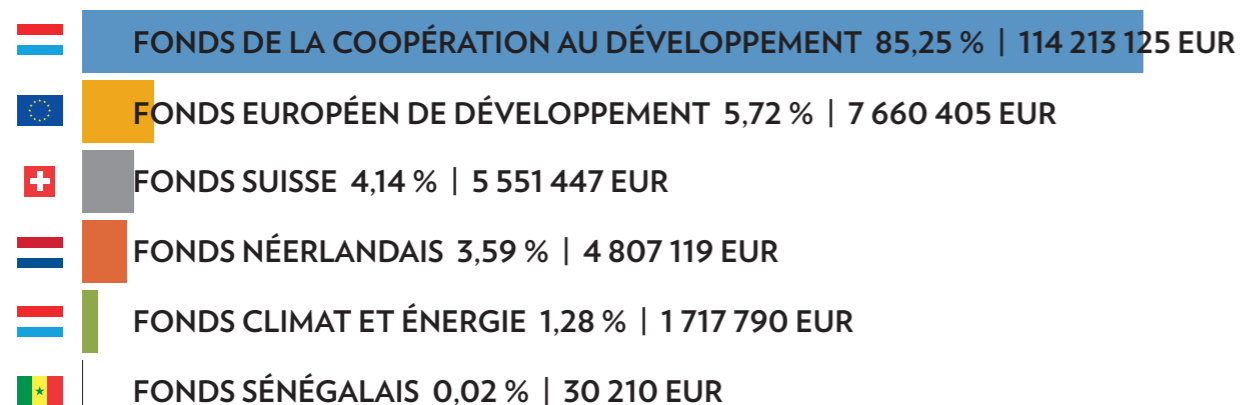 FONDS DE LA COOPÉRATION AU DÉVELOPPEMENT 85,25 % | 114 213 125 EUR
FONDS EUROPÉEN DE DÉVELOPPEMENT 5,72 % | 7 660 405 EUR
FONDS SUISSE 4,14 % | 5 551 447 EUR
FONDS NÉERLANDAIS 3,59 % | 4 807 119 EUR
FONDS CLIMAT ET ÉNERGIE 1,28 % | 1 717 790 EUR
FONDS SÉNÉGALAIS 0,02 % | 30 210 EUR